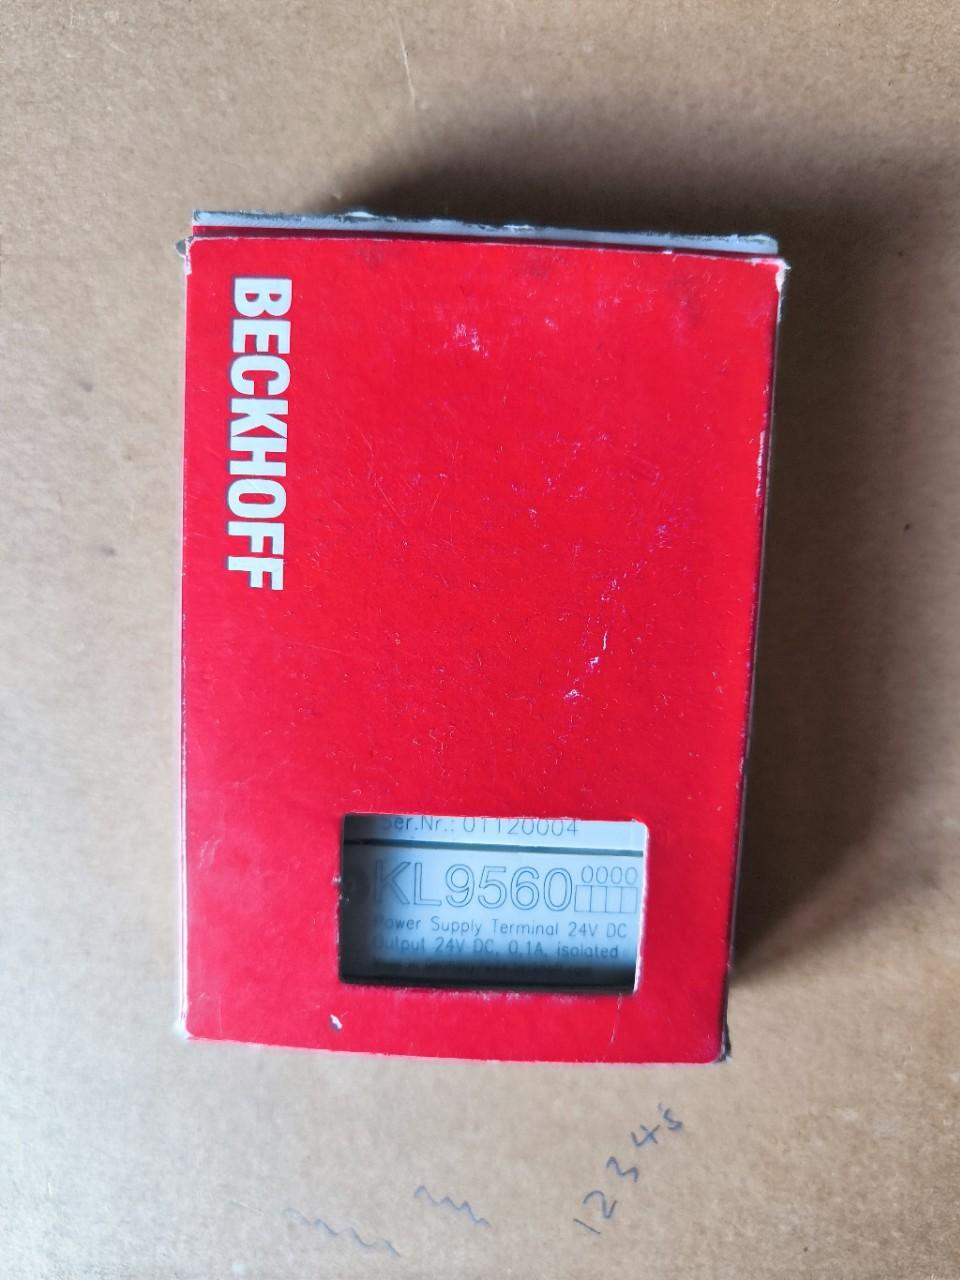 BECKHOFF
Ser.Nr.: 01120004
KL9560 0000
Power Supply Terminal 24V DC
Output 24V DC, 0,1A, isolated
12345